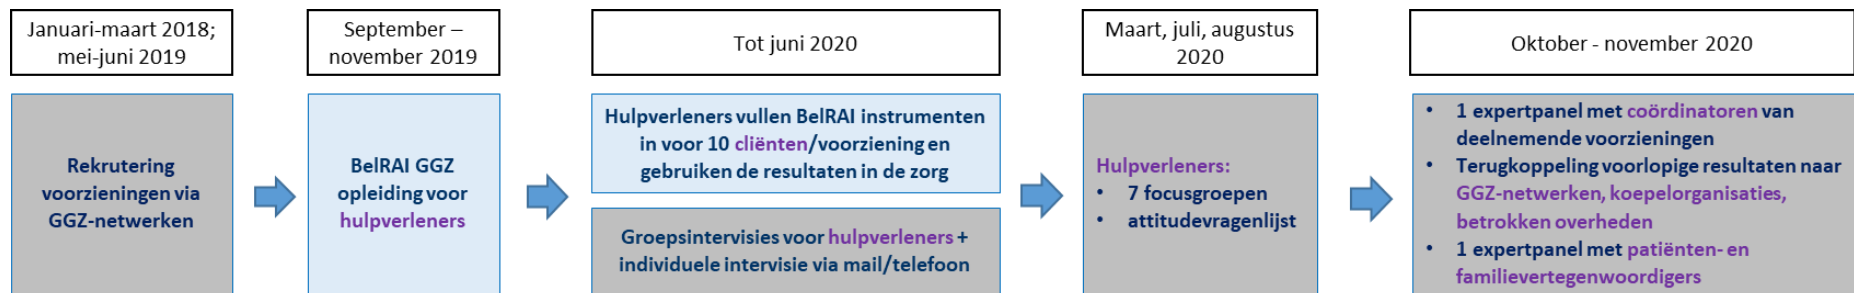 Januari-maart 2018;
mei-juni 2019
September –
november 2019
Tot juni 2020
Maart, juli, augustus
2020
Oktober - november 2020
Rekrutering
voorzieningen via
GGZ-netwerken
BelRAI GGZ
opleiding voor
hulpverleners
Hulpverleners vullen BelRAI instrumenten
in voor 10 cliënten/voorziening en
gebruiken de resultaten in de zorg
Groepsintervisies voor hulpverleners +
individuele intervisie via mail/telefoon
Hulpverleners:
• 7 focusgroepen
• attitudevragenlijst
• 1 expertpanel met coördinatoren van
deelnemende voorzieningen
• Terugkoppeling voorlopige resultaten naar
GGZ-netwerken, koepelorganisaties,
betrokken overheden
• 1 expertpanel met patiënten- en
familievertegenwoordigers